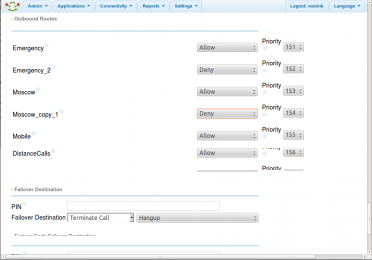 Admin Applications Connectivity Reports Settings Logout: voxlink Language
- Outbound Routes
Emergency Allow Priority 151
Emergency_2 Deny Priority 152
Moscow Allow Priority 153
Moscow_copy_1 Deny Priority 154
Mobile Allow Priority 155
DistanceCalls Allow Priority 156
- Failover Destination
PIN
Failover Destination Terminate Call Hangup